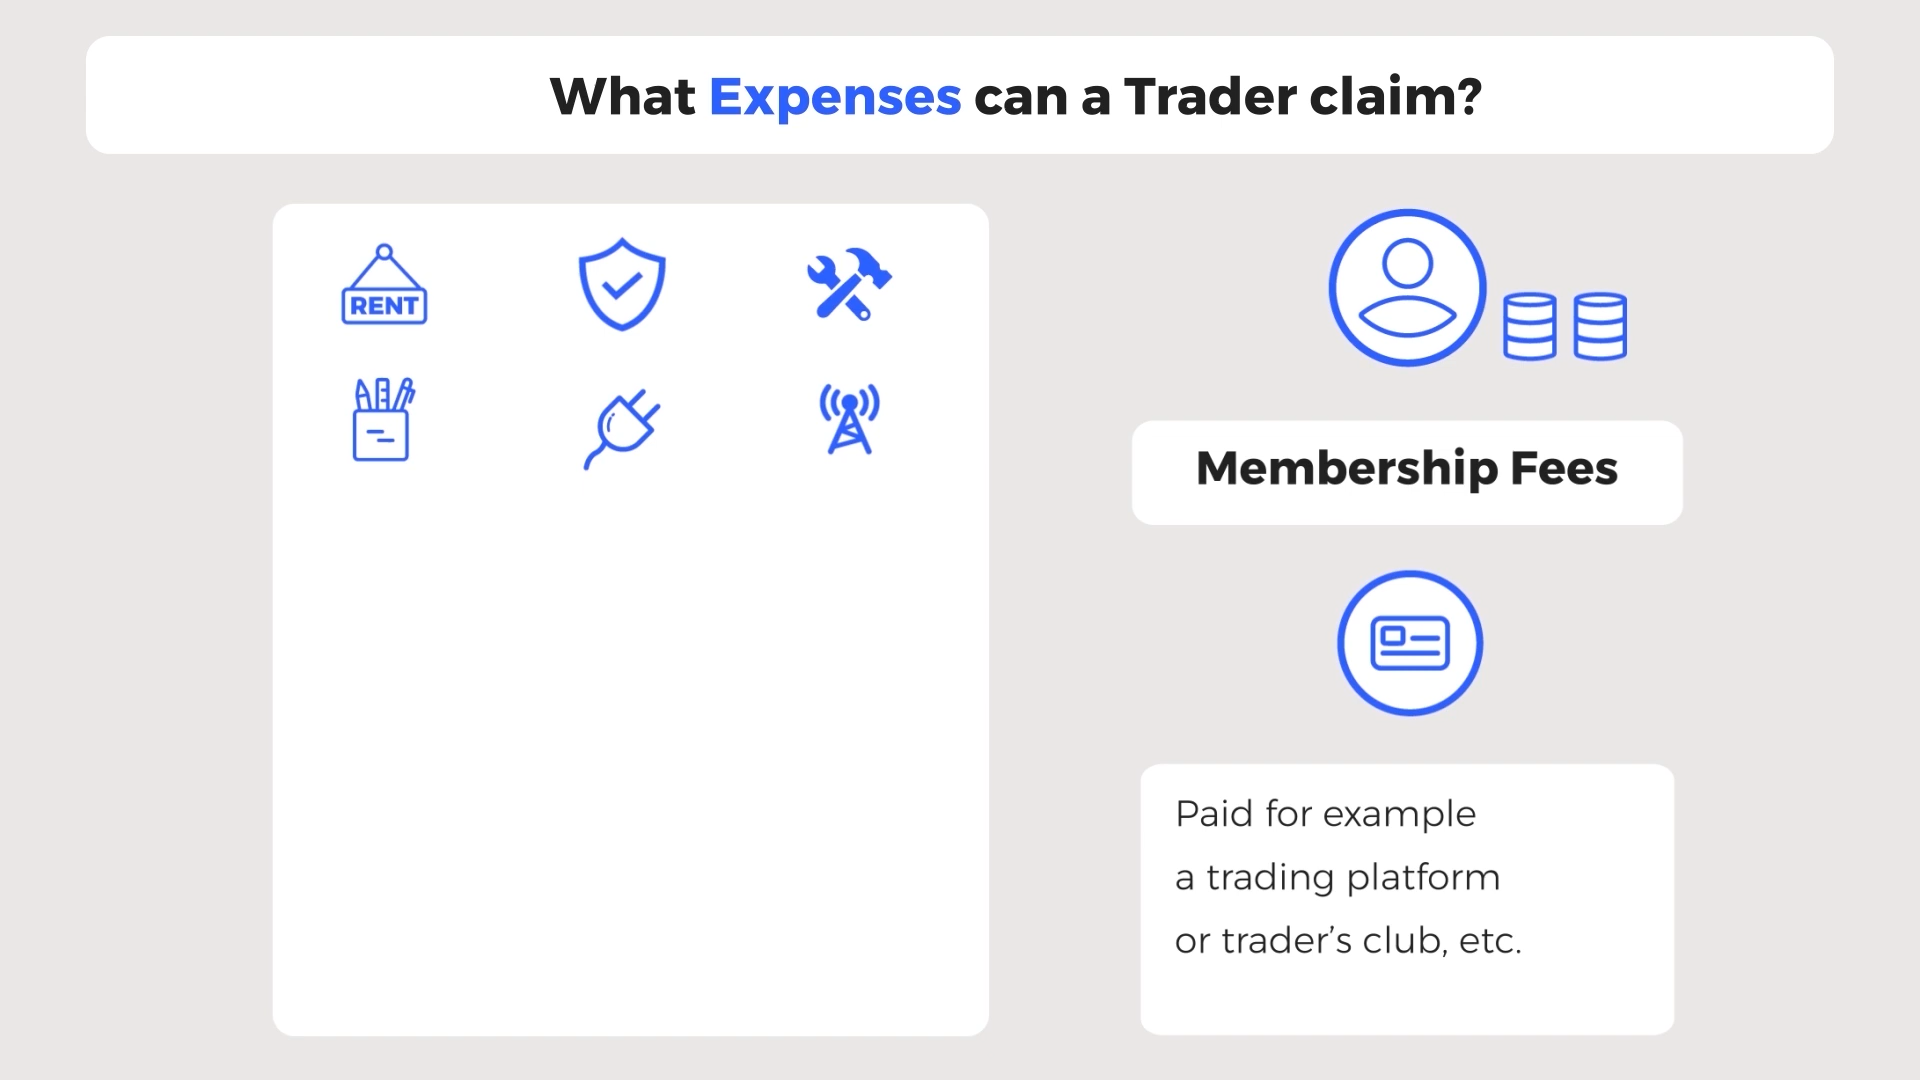 What Expenses can a Trader claim?
RENT
Membership Fees
Paid for example
a trading platform
or trader’s club, etc.